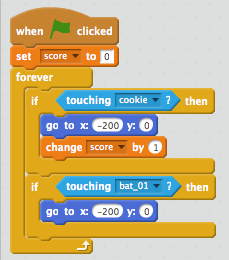 when clicked
set score to 0
forever
if touching cookie ? then
go to x: -200 y: 0
change score by 1
if touching bat_01 ? then
go to x: -200 y: 0